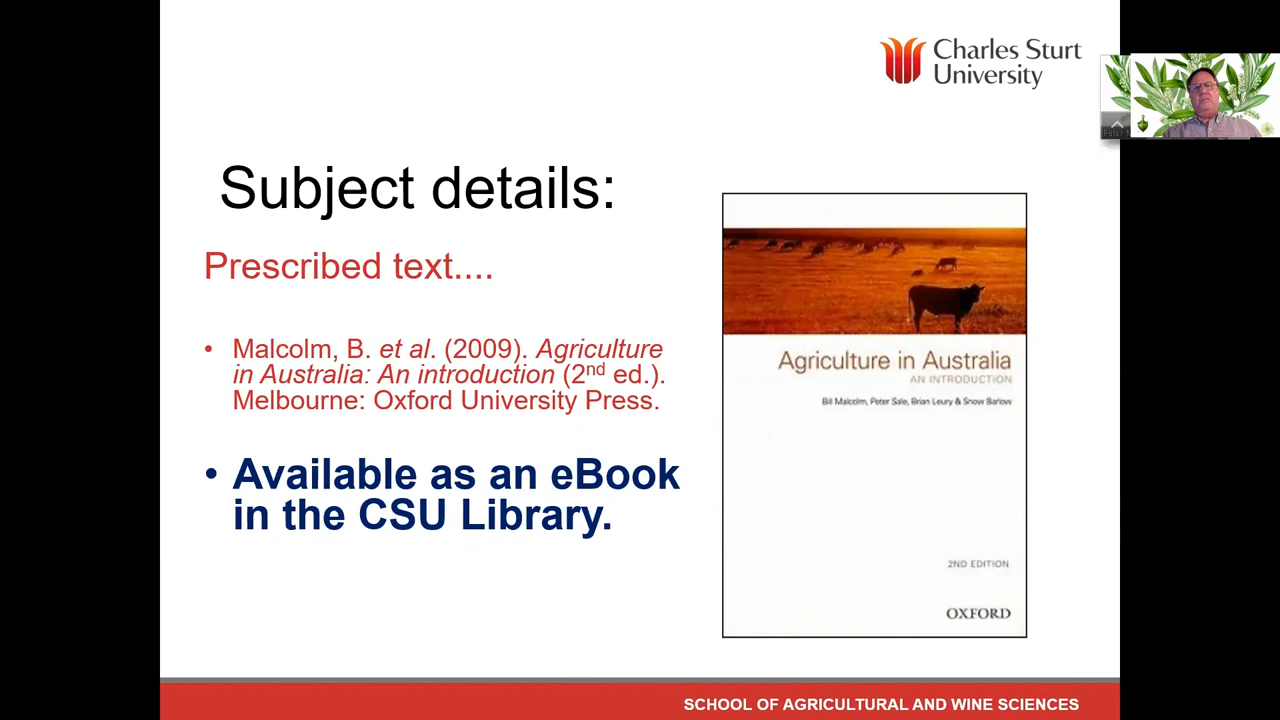 Charles Sturt
University
Subject details:
Prescribed text....
• Malcolm, B. et al. (2009). Agriculture
in Australia: An introduction (2nd ed.).
Melbourne: Oxford University Press.
• Available as an eBook
in the CSU Library.
Agriculture in Australia
AN INTRODUCTION
Bill Malcolm, Peter Sale, Brian Leury & Snow Barlow
2ND EDITION
OXFORD
SCHOOL OF AGRICULTURAL AND WINE SCIENCES